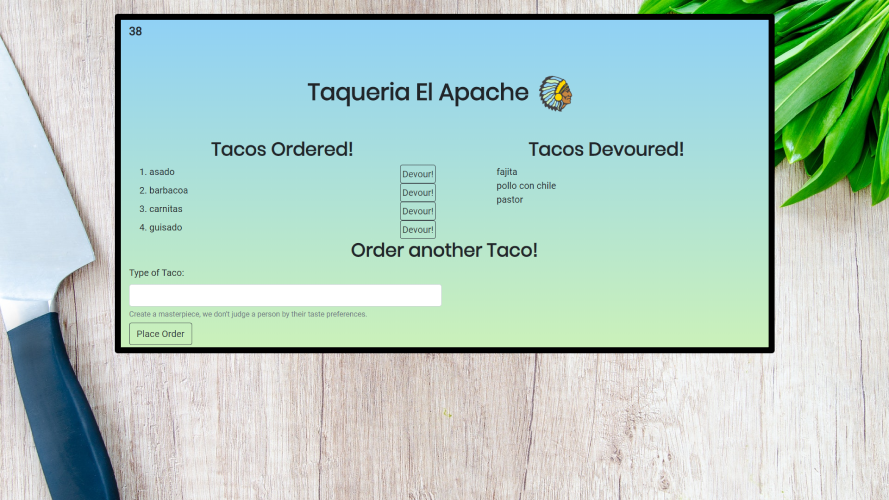 38
Taqueria El Apache
Tacos Ordered!
1. asado
Devour!
2. barbacoa
Devour!
3. carnitas
Devour!
4. guisado
Devour!
Tacos Devoured!
fajita
pollo con chile
pastor
Order another Taco!
Type of Taco:
Create a masterpiece, we don't judge a person by their taste preferences.
Place Order